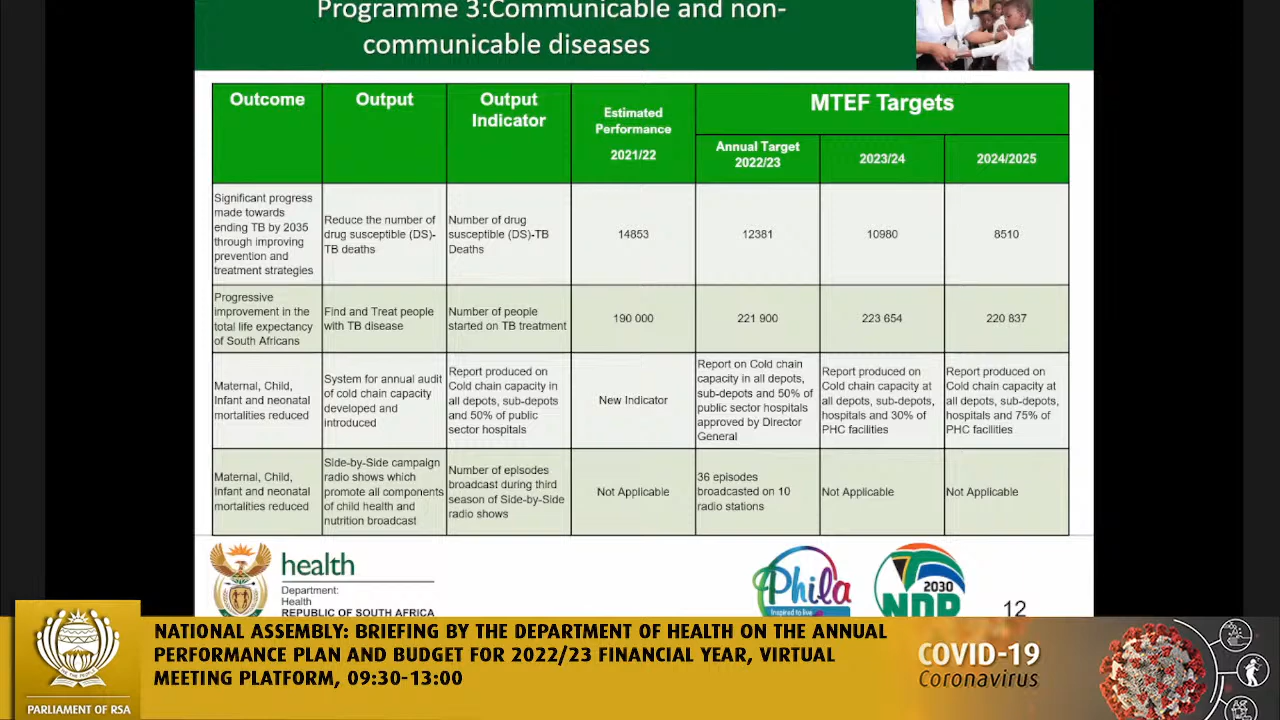 Programme 3:Communicable and non-
communicable diseases
Outcome
Output
Output
Indicator
Estimated
Performance
2021/22
MTEF Targets
Annual Target
2022/23
2023/24
2024/2025
Significant progress
made towards
ending TB by 2035
through improving
prevention and
treatment strategies
Reduce the number of
drug susceptible (DS)-
TB deaths
Number of drug
susceptible (DS)-TB
Deaths
14853
12381
10980
8510
Progressive
improvement in the
total life expectancy
of South Africans
Find and Treat people
with TB disease
Number of people
started on TB treatment
190 000
221 900
223 654
220 837
Maternal, Child,
Infant and neonatal
mortalities reduced
System for annual audit
of cold chain capacity
developed and
introduced
Report produced on
Cold chain capacity in
all depots, sub-depots
and 50% of public
sector hospitals
New Indicator
Report on Cold chain
capacity in all depots,
sub-depots and 50% of
public sector hospitals
approved by Director
General
Report produced on
Cold chain capacity at
all depots, sub-depots,
hospitals and 30% of
PHC facilities
Report produced on
Cold chain capacity at
all depots, sub-depots,
hospitals and 75% of
PHC facilities
Maternal, Child,
Infant and neonatal
mortalities reduced
Side-by-Side campaign
radio shows which
promote all components
of child health and
nutrition broadcast
Number of episodes
broadcast during third
season of Side-by-Side
radio shows
Not Applicable
36 episodes
broadcasted on 10
radio stations
Not Applicable
Not Applicable
health
Department:
Health
REPUBLIC OF SOUTH AFRICA
Phila
Inspired to live
2030
NDP
12
NATIONAL ASSEMBLY: BRIEFING BY THE DEPARTMENT OF HEALTH ON THE ANNUAL
PERFORMANCE PLAN AND BUDGET FOR 2022/23 FINANCIAL YEAR, VIRTUAL
MEETING PLATFORM, 09:30-13:00
PARLIAMENT OF RSA
COVID-19
Coronavirus